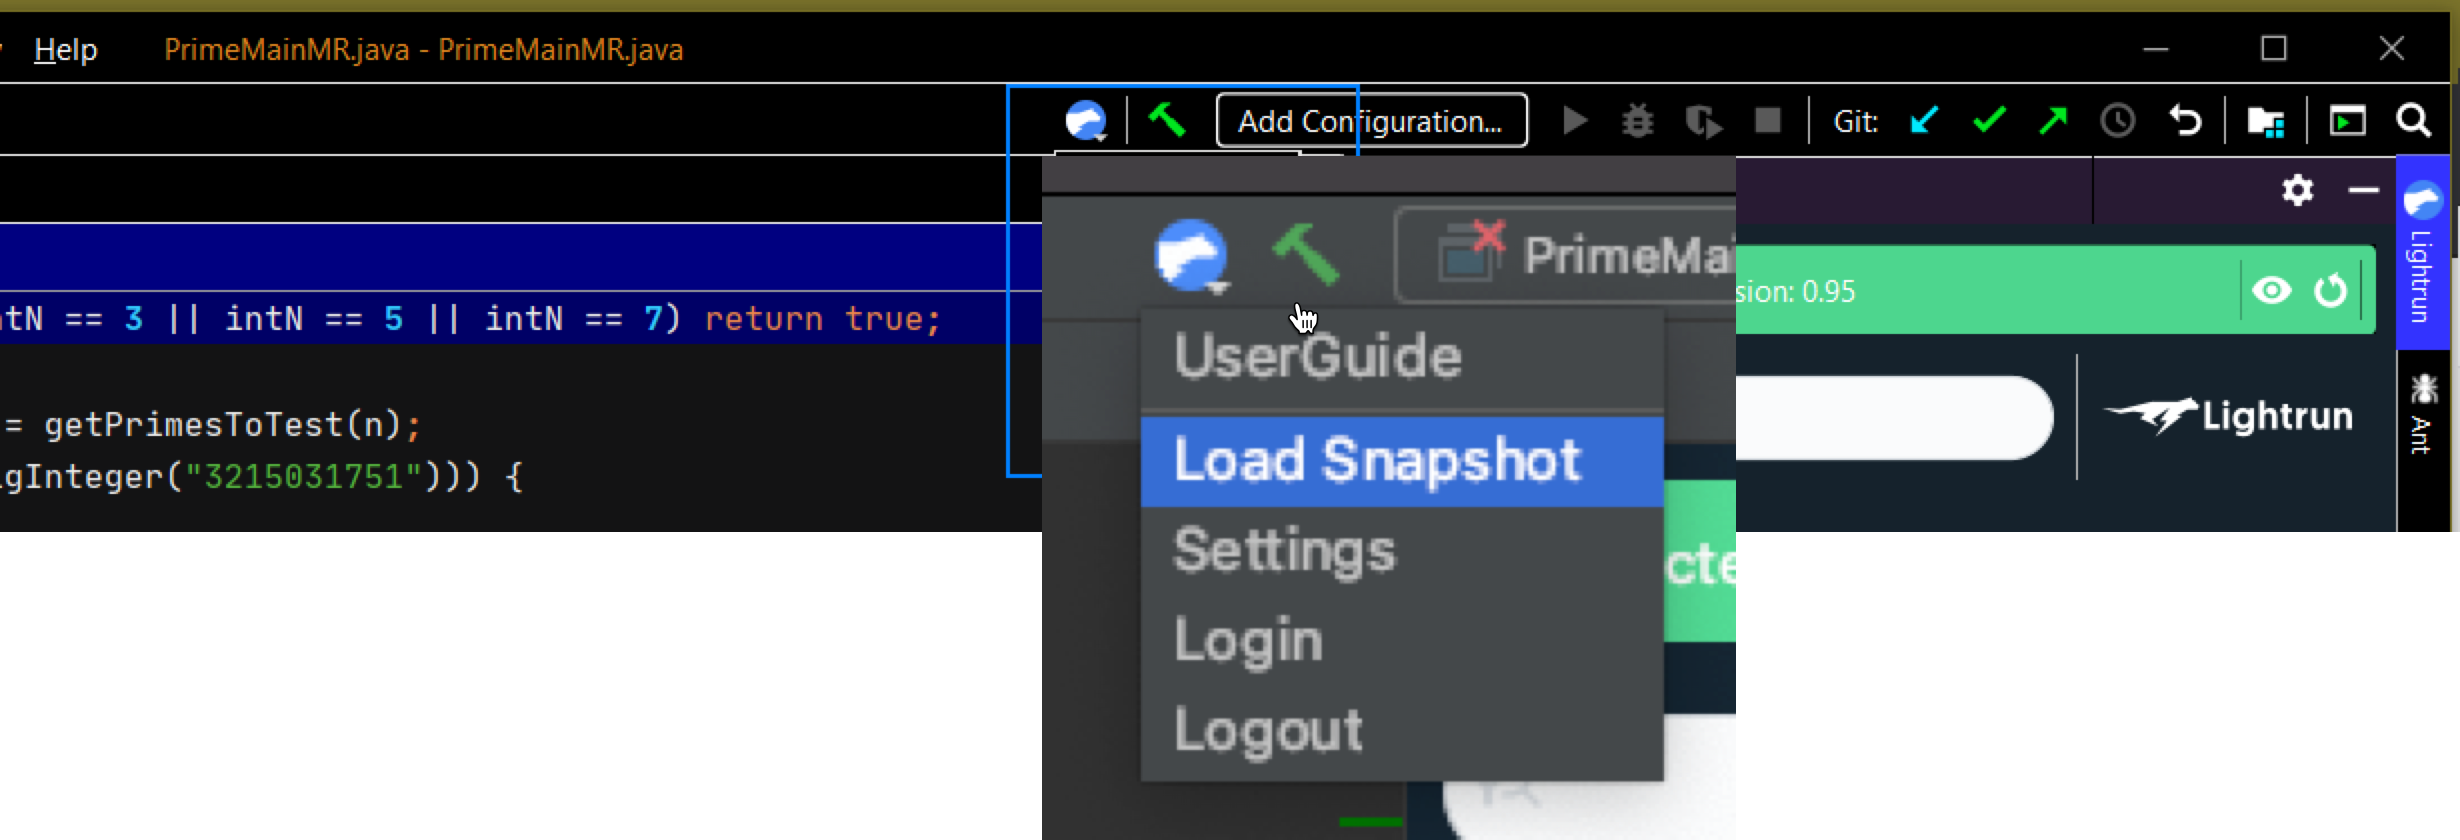 Help PrimeMainMR.java - PrimeMainMR.java
Add Configuration... Git:
PrimeMai
sion: 0.95
Lightrun
tN == 3 || intN == 5 || intN == 7) return true;
UserGuide
Load Snapshot
Lightrun
Ant
= getPrimesToTest(n);
gInteger("3215031751"))) {
Settings
cte
Login
Logout